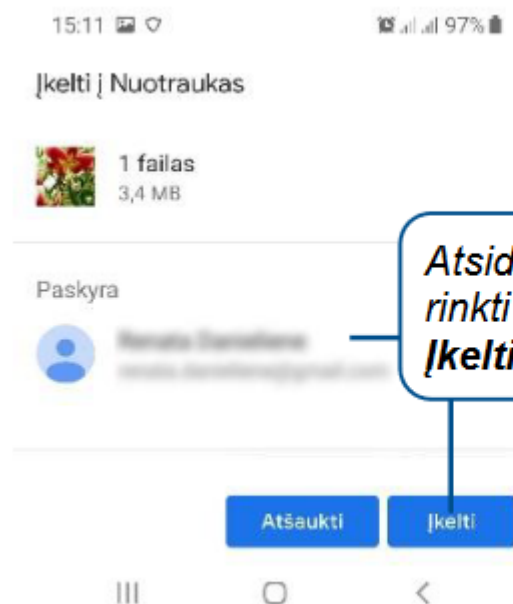 15:11 97%
Įkelti į Nuotraukas
1 failas
3,4 MB
Atsid
rinkti
Įkelti
Paskyra
Atšaukti Įkelti